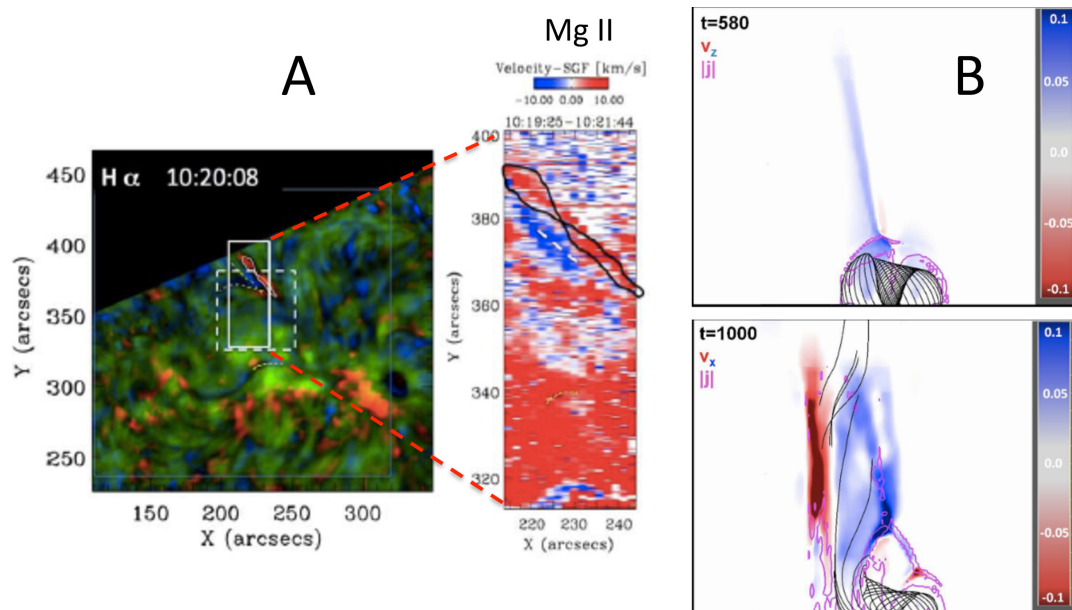 A
Mg II
Velocity-SGF [km/s]
-10.00 0.00 10.00
10:19:25-10:21:44
Hα 10:20:08
450
400
350
300
250
Y (arcsecs)
150 200 250 300
X (arcsecs)
400
380
360
340
320
Y (arcsecs)
220 230 240
X (arcsecs)
t=580
vz
|j|
B
0.1
0.05
0.0
-0.05
-0.1
t=1000
vx
|j|
0.1
0.05
0.0
-0.05
-0.1